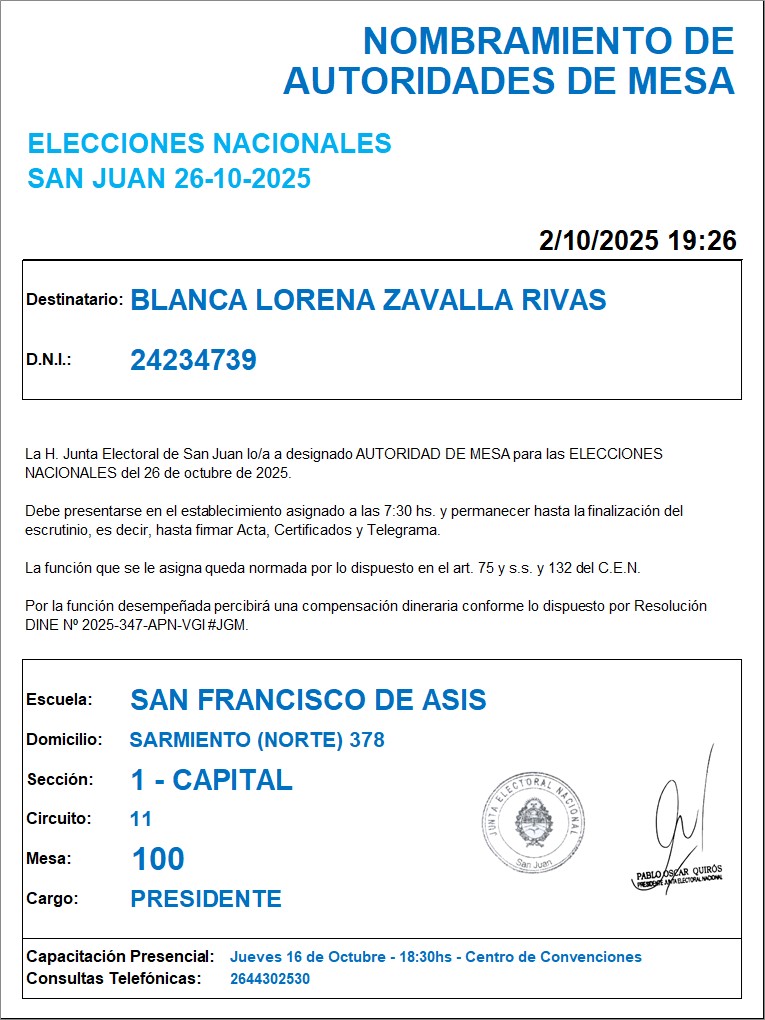 NOMBRAMIENTO DE
AUTORIDADES DE MESA
ELECCIONES NACIONALES
SAN JUAN 26-10-2025
2/10/2025 19:26
Destinatario: BLANCA LORENA ZAVALLA RIVAS
D.N.I.: 24234739
La H. Junta Electoral de San Juan lo/a a designado AUTORIDAD DE MESA para las ELECCIONES
NACIONALES del 26 de octubre de 2025.
Debe presentarse en el establecimiento asignado a las 7:30 hs. y permanecer hasta la finalización del
escrutinio, es decir, hasta firmar Acta, Certificados y Telegrama.
La función que se le asigna queda normada por lo dispuesto en el art. 75 y s.s. y 132 del C.E.N.
Por la función desempeñada percibirá una compensación dineraria conforme lo dispuesto por Resolución
DINE Nº 2025-347-APN-VGI#JGM.
Escuela: SAN FRANCISCO DE ASIS
Domicilio: SARMIENTO (NORTE) 378
Sección: 1 - CAPITAL
Circuito: 11
Mesa: 100
Cargo: PRESIDENTE
JUNTA ELECTORAL NACIONAL
San Juan
PABLO OSCAR QUIRÓS
PRESIDENTE JUNTA ELECTORAL NACIONAL
Capacitación Presencial: Jueves 16 de Octubre - 18:30hs - Centro de Convenciones
Consultas Telefónicas: 2644302530